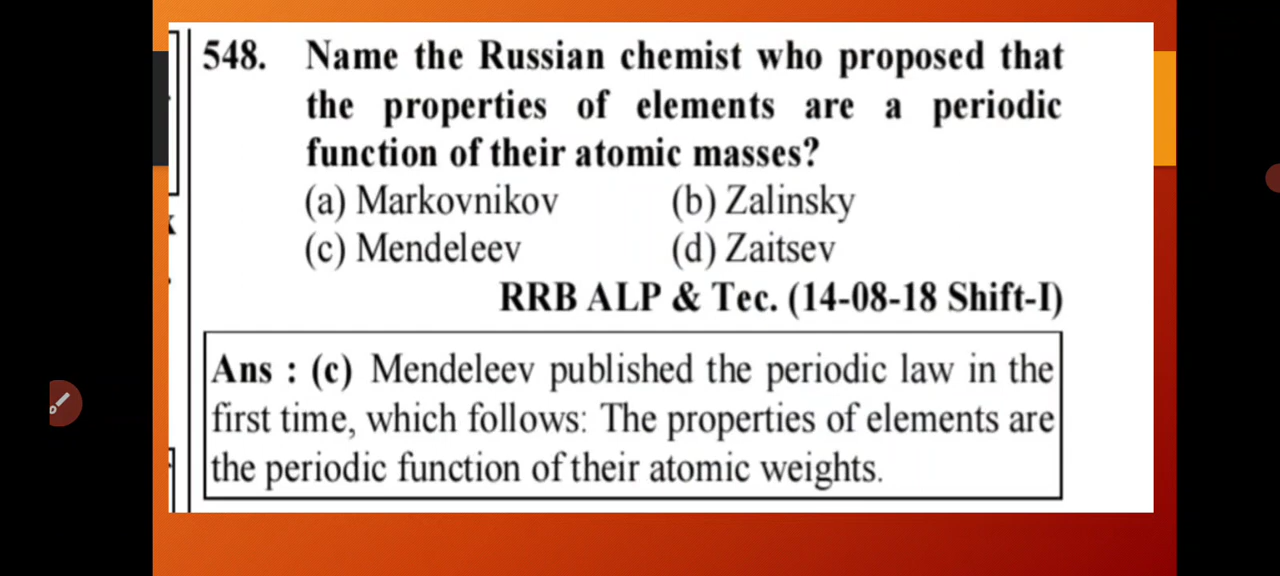 548. Name the Russian chemist who proposed that
the properties of elements are a periodic
function of their atomic masses?
(a) Markovnikov (b) Zalinsky
(c) Mendeleev (d) Zaitsev
RRB ALP & Tec. (14-08-18 Shift-I)
Ans : (c) Mendeleev published the periodic law in the
first time, which follows: The properties of elements are
the periodic function of their atomic weights.